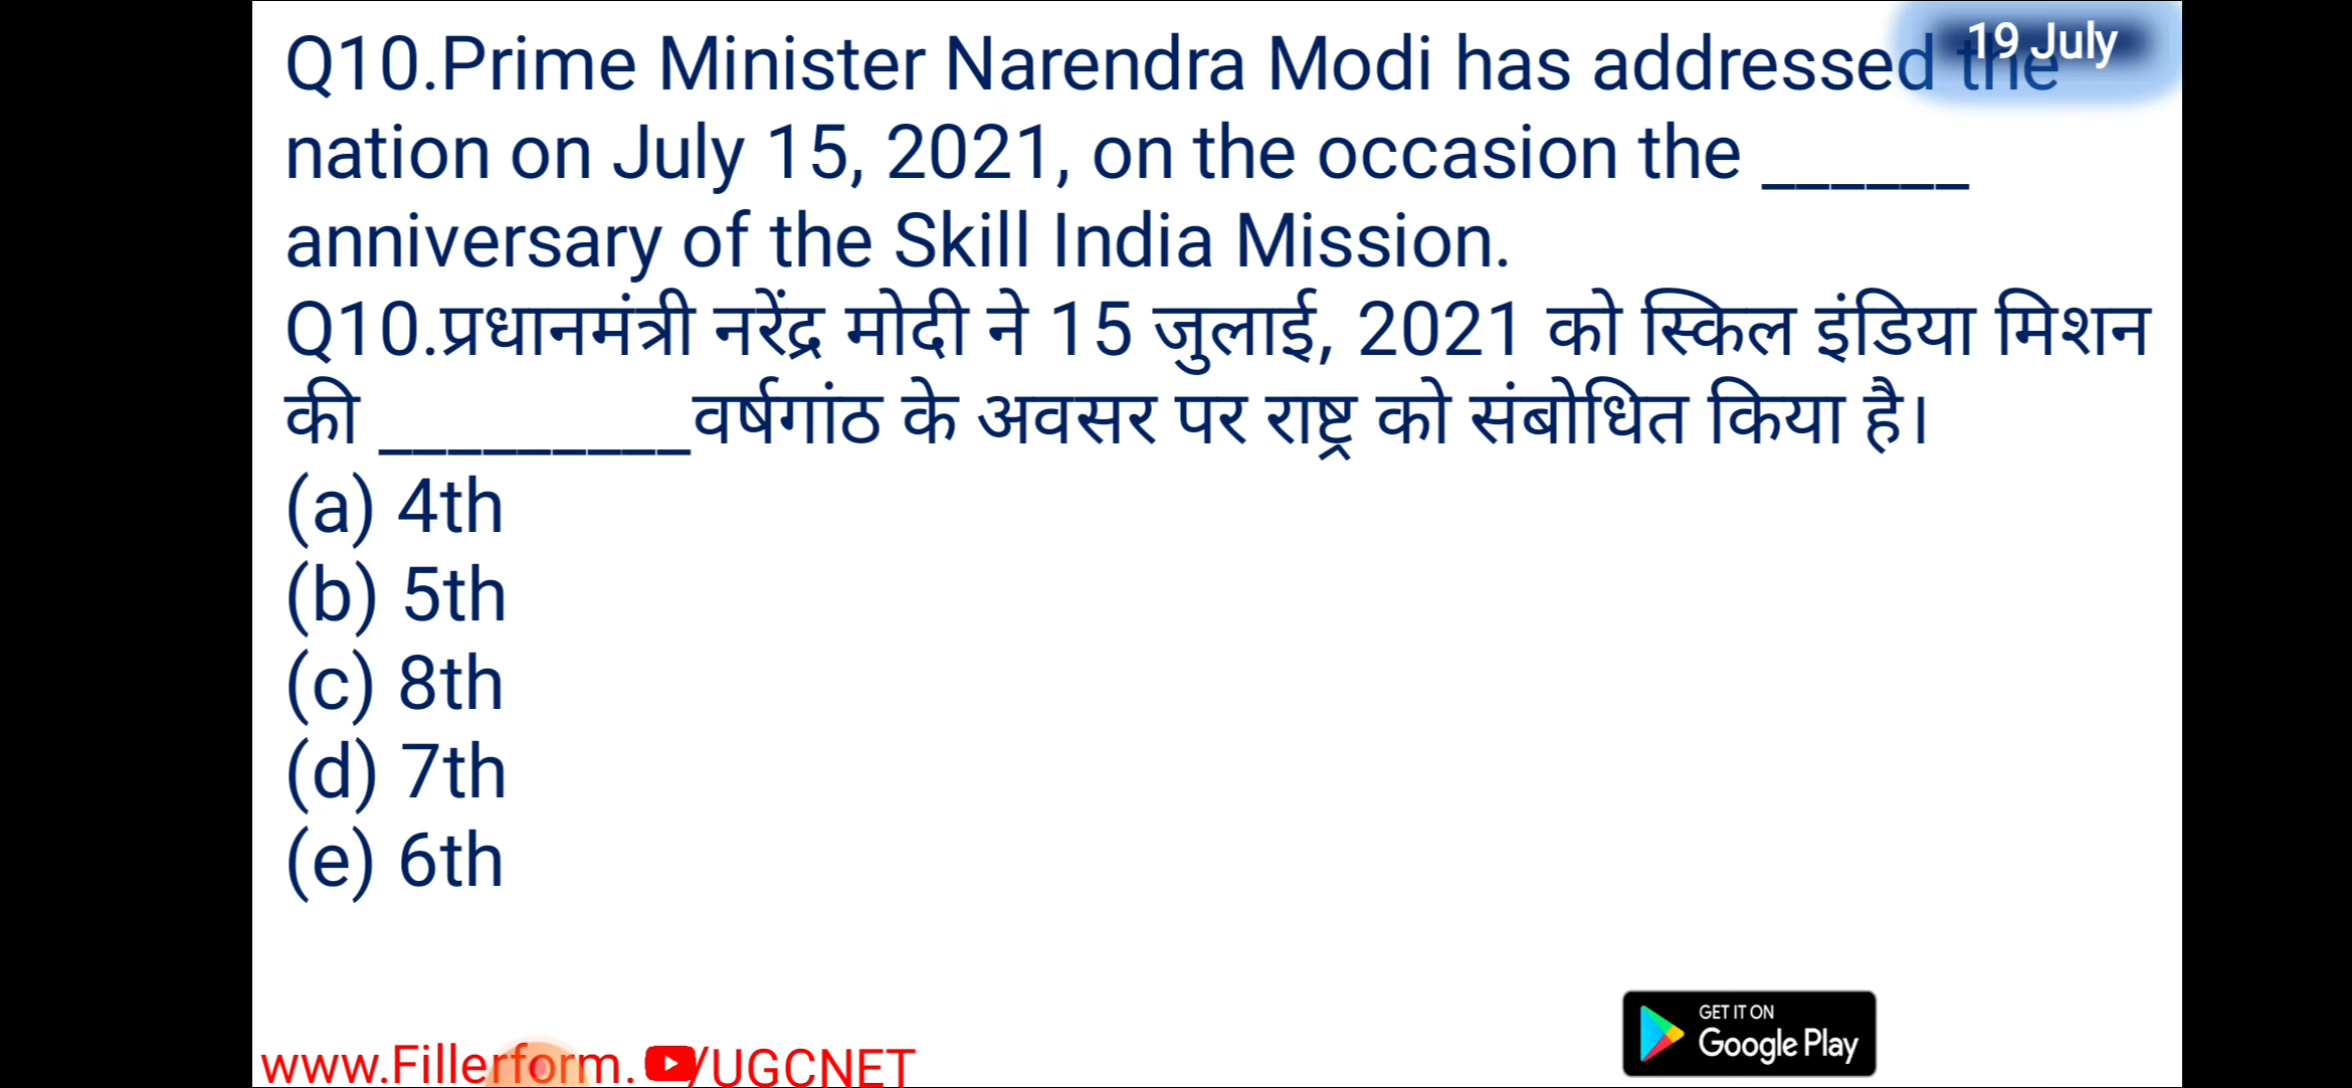 Q10.Prime Minister Narendra Modi has addressed the
19 July
nation on July 15, 2021, on the occasion the ______
anniversary of the Skill India Mission.
Q10.प्रधानमंत्री नरेंद्र मोदी ने 15 जुलाई, 2021 को स्किल इंडिया मिशन
की _________वर्षगांठ के अवसर पर राष्ट्र को संबोधित किया है।
(a) 4th
(b) 5th
(c) 8th
(d) 7th
(e) 6th
GET IT ON
Google Play
www.Fillerform. /UGCNET